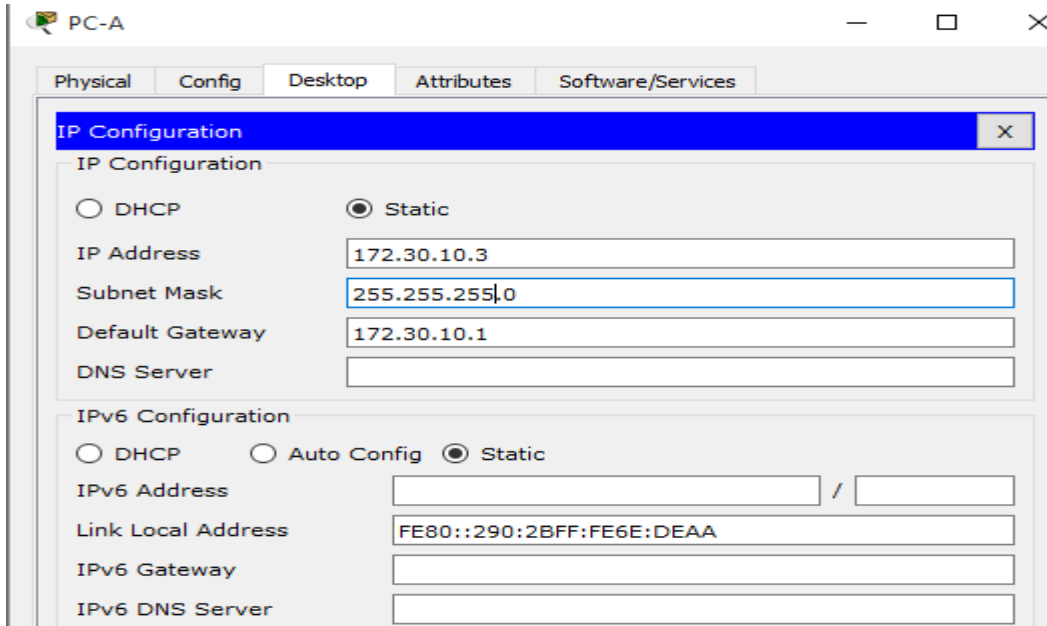 PC-A
Physical Config Desktop Attributes Software/Services
IP Configuration X
IP Configuration
DHCP Static
IP Address 172.30.10.3
Subnet Mask 255.255.255.0
Default Gateway 172.30.10.1
DNS Server
IPv6 Configuration
DHCP Auto Config Static
IPv6 Address /
Link Local Address FE80::290:2BFF:FE6E:DEAA
IPv6 Gateway
IPv6 DNS Server